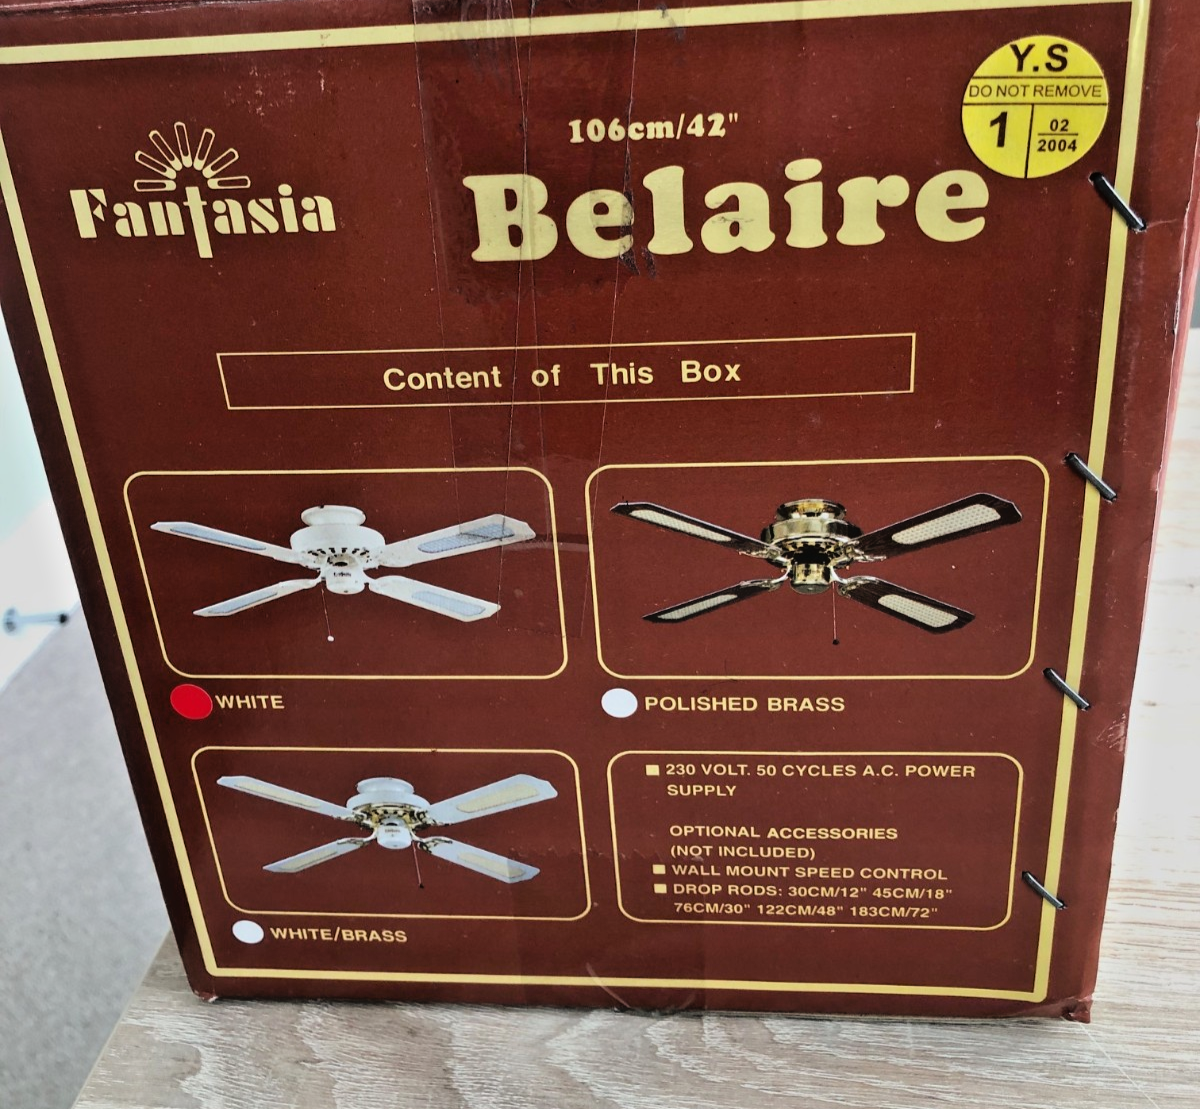 Y.S
DO NOT REMOVE
1
02
2004
106cm/42"
Fantasia
Belaire
Content of This Box
WHITE
POLISHED BRASS
WHITE/BRASS
230 VOLT. 50 CYCLES A.C. POWER
SUPPLY
OPTIONAL ACCESSORIES
(NOT INCLUDED)
WALL MOUNT SPEED CONTROL
DROP RODS: 30CM/12" 45CM/18"
76CM/30" 122CM/48" 183CM/72"